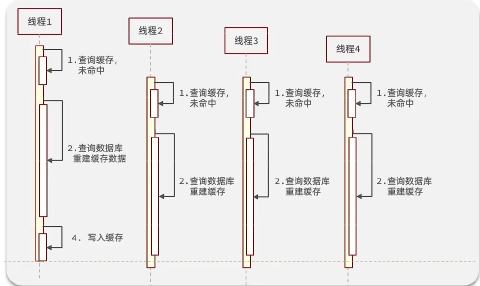 线程1
线程2
线程3
线程4
1.查询缓存，
未命中
1.查询缓存，
未命中
1.查询缓存，
未命中
1.查询缓存，
未命中
2.查询数据库
重建缓存数据
2.查询数据库
重建缓存
2.查询数据库
重建缓存
2.查询数据库
重建缓存
4. 写入缓存